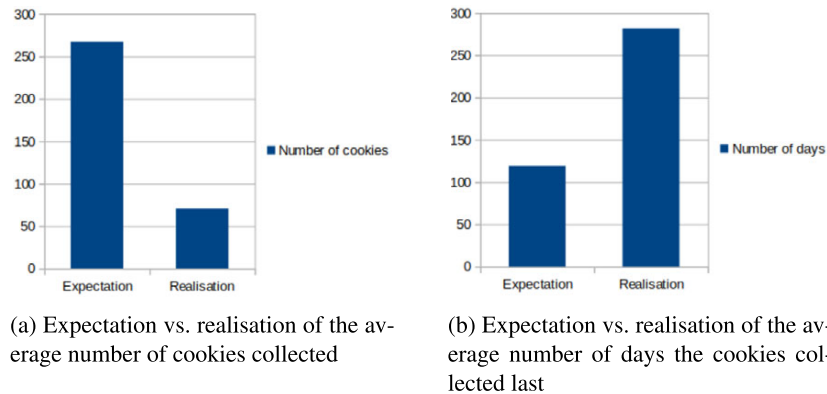 300
250
200
150
100
50
0
Expectation
Realisation
Number of cookies
(a) Expectation vs. realisation of the av-
erage number of cookies collected
300
250
200
150
100
50
0
Expectation
Realisation
Number of days
(b) Expectation vs. realisation of the av-
erage number of days the cookies col-
lected last